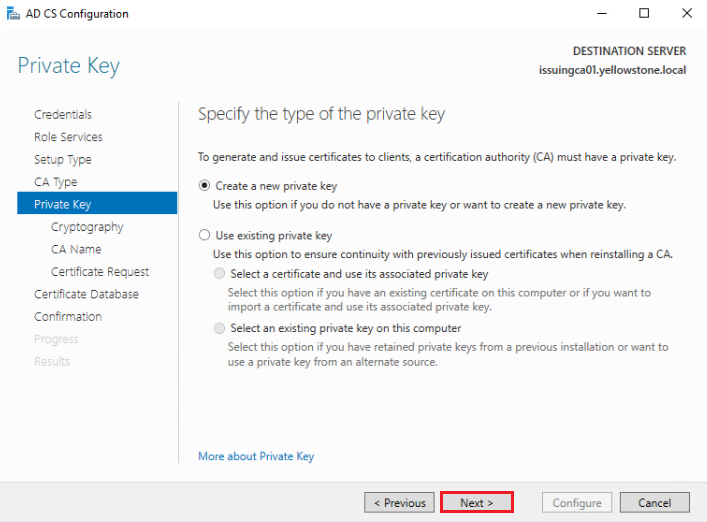 AD CS Configuration
Private Key
DESTINATION SERVER
issuingca01.yellowstone.local
Credentials
Role Services
Setup Type
CA Type
Private Key
Cryptography
CA Name
Certificate Request
Certificate Database
Confirmation
Progress
Results
Specify the type of the private key
To generate and issue certificates to clients, a certification authority (CA) must have a private key.
Create a new private key
Use this option if you do not have a private key or want to create a new private key.
Use existing private key
Use this option to ensure continuity with previously issued certificates when reinstalling a CA.
Select a certificate and use its associated private key
Select this option if you have an existing certificate on this computer or if you want to
import a certificate and use its associated private key.
Select an existing private key on this computer
Select this option if you have retained private keys from a previous installation or want to
use a private key from an alternate source.
More about Private Key
< Previous
Next >
Configure
Cancel